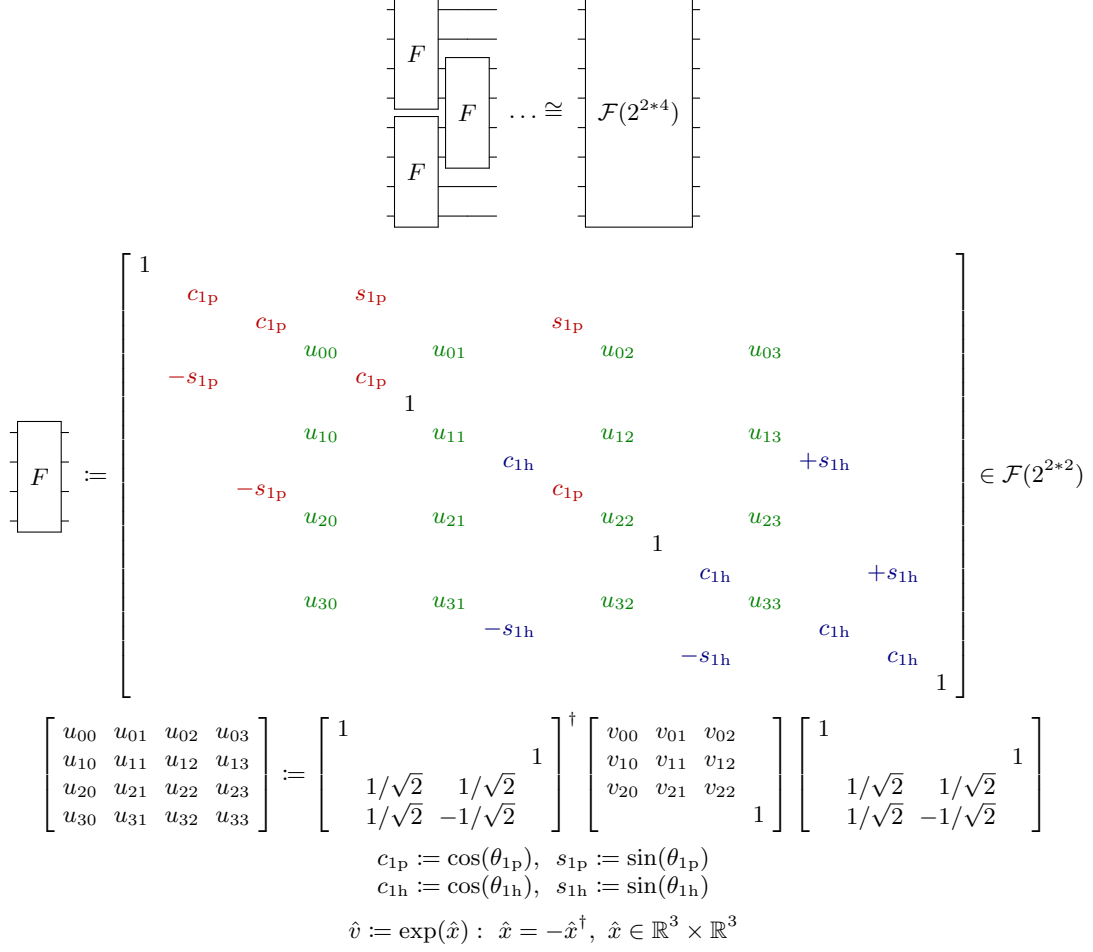 F
F
F
… ≅
𝓕(2^{2*4})
1
c_{1p} s_{1p}
c_{1p} s_{1p}
u_{00} u_{01} u_{02} u_{03}
−s_{1p} c_{1p}
1
u_{10} u_{11} u_{12} u_{13}
c_{1h} +s_{1h}
F := ∈ 𝓕(2^{2*2})
−s_{1p} c_{1p}
u_{20} u_{21} u_{22} u_{23}
1
c_{1h} +s_{1h}
u_{30} u_{31} u_{32} u_{33}
−s_{1h} c_{1h}
−s_{1h} c_{1h}
1
[ u_{00} u_{01} u_{02} u_{03} ] [ 1 ]† [ v_{00} v_{01} v_{02} ] [ 1 ]
[ u_{10} u_{11} u_{12} u_{13} ] := [ 1 ] [ v_{10} v_{11} v_{12} ] [ 1 ]
[ u_{20} u_{21} u_{22} u_{23} ] [ 1/√2 1/√2 ] [ v_{20} v_{21} v_{22} ] [ 1/√2 1/√2 ]
[ u_{30} u_{31} u_{32} u_{33} ] [ 1/√2 −1/√2 ] [ 1 ] [ 1/√2 −1/√2 ]
c_{1p} := cos(θ_{1p}), s_{1p} := sin(θ_{1p})
c_{1h} := cos(θ_{1h}), s_{1h} := sin(θ_{1h})
v̂ := exp(x̂) : x̂ = −x̂^†, x̂ ∈ ℝ^3 × ℝ^3